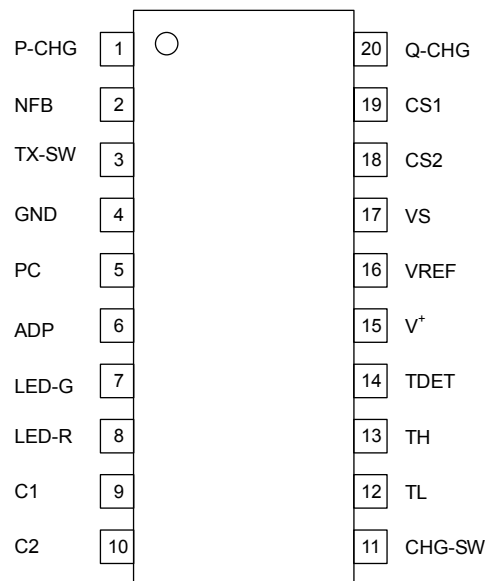 P-CHG 1 20 Q-CHG
NFB 2 19 CS1
TX-SW 3 18 CS2
GND 4 17 VS
PC 5 16 VREF
ADP 6 15 V+
LED-G 7 14 TDET
LED-R 8 13 TH
C1 9 12 TL
C2 10 11 CHG-SW